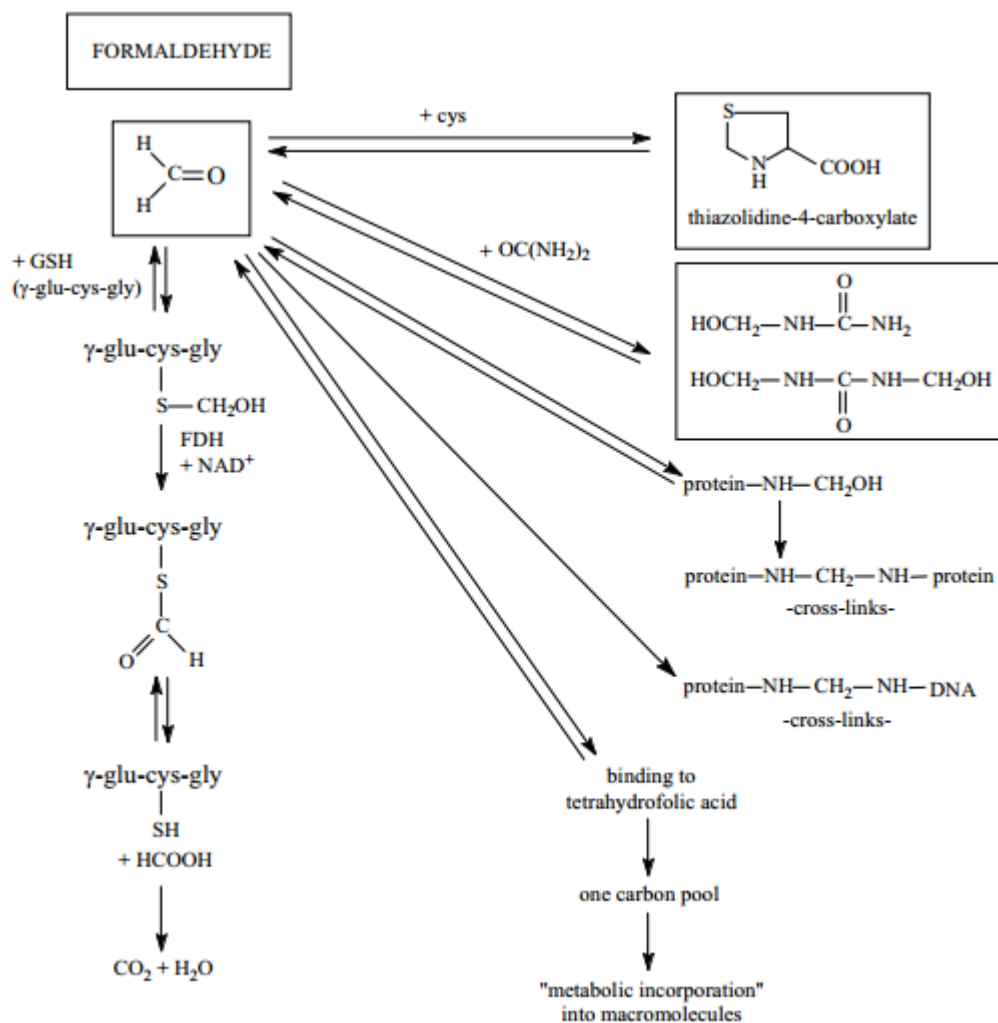 FORMALDEHYDE
H
C=O
H
+ cys
S
N
H
COOH
thiazolidine-4-carboxylate
+ GSH
(γ-glu-cys-gly)
+ OC(NH₂)₂
O
HOCH₂—NH—C—NH₂
HOCH₂—NH—C—NH—CH₂OH
O
γ-glu-cys-gly
S—CH₂OH
FDH
+ NAD⁺
γ-glu-cys-gly
S
C
O
H
γ-glu-cys-gly
SH
+ HCOOH
CO₂ + H₂O
protein—NH—CH₂OH
protein—NH—CH₂—NH—protein
-cross-links-
protein—NH—CH₂—NH—DNA
-cross-links-
binding to
tetrahydrofolic acid
one carbon pool
"metabolic incorporation"
into macromolecules